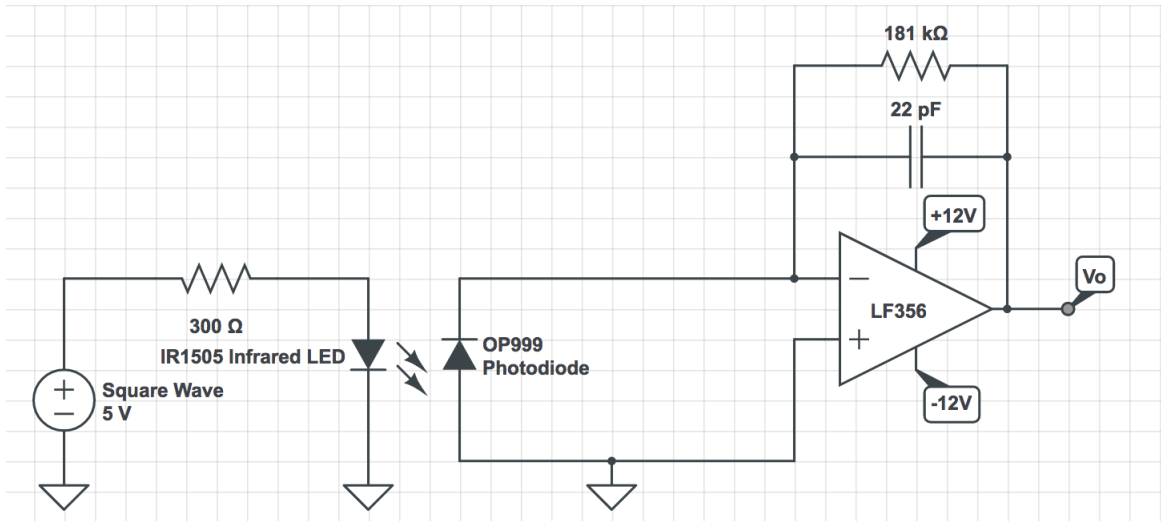 181 kΩ
22 pF
+12V
−
LF356
Vo
+
-12V
300 Ω
IR1505 Infrared LED
OP999
Photodiode
+
−
Square Wave
5 V